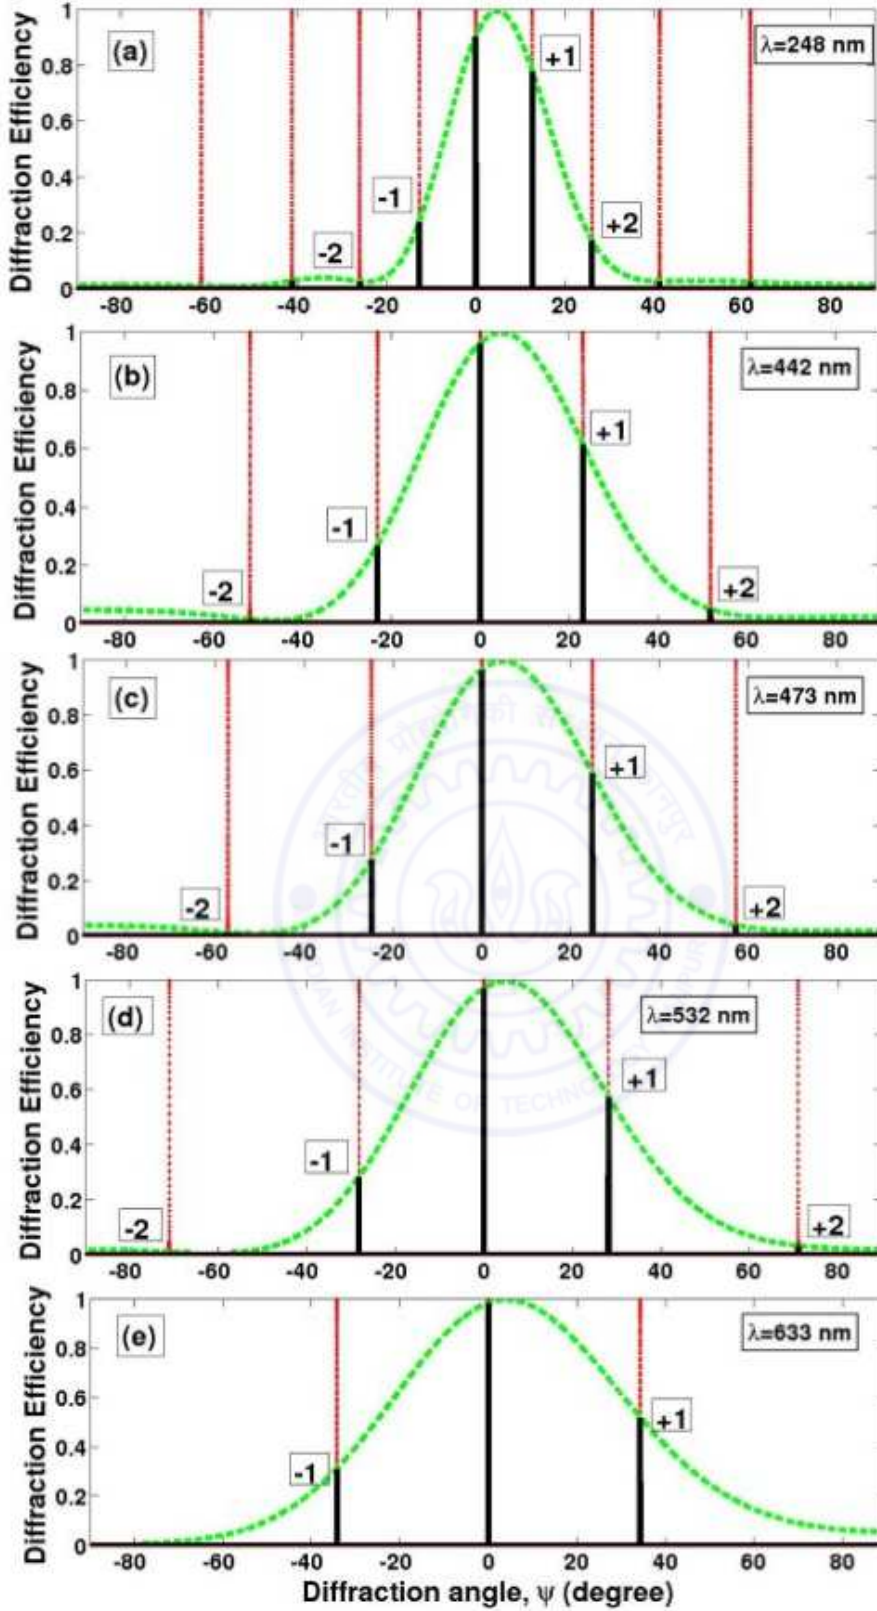 (a)
λ=248 nm
+1
-1
+2
-2
Diffraction Efficiency
1
0.8
0.6
0.4
0.2
0
-80 -60 -40 -20 0 20 40 60 80
(b)
λ=442 nm
+1
-1
-2
+2
Diffraction Efficiency
1
0.8
0.6
0.4
0.2
0
-80 -60 -40 -20 0 20 40 60 80
(c)
λ=473 nm
+1
-1
-2
+2
Diffraction Efficiency
1
0.8
0.6
0.4
0.2
0
-80 -60 -40 -20 0 20 40 60 80
(d)
λ=532 nm
+1
-1
-2
+2
Diffraction Efficiency
1
0.8
0.6
0.4
0.2
0
-80 -60 -40 -20 0 20 40 60 80
(e)
λ=633 nm
+1
-1
Diffraction Efficiency
1
0.8
0.6
0.4
0.2
0
-80 -60 -40 -20 0 20 40 60 80
Diffraction angle, ψ (degree)
INSTITUTE OF TECHNOLOGY